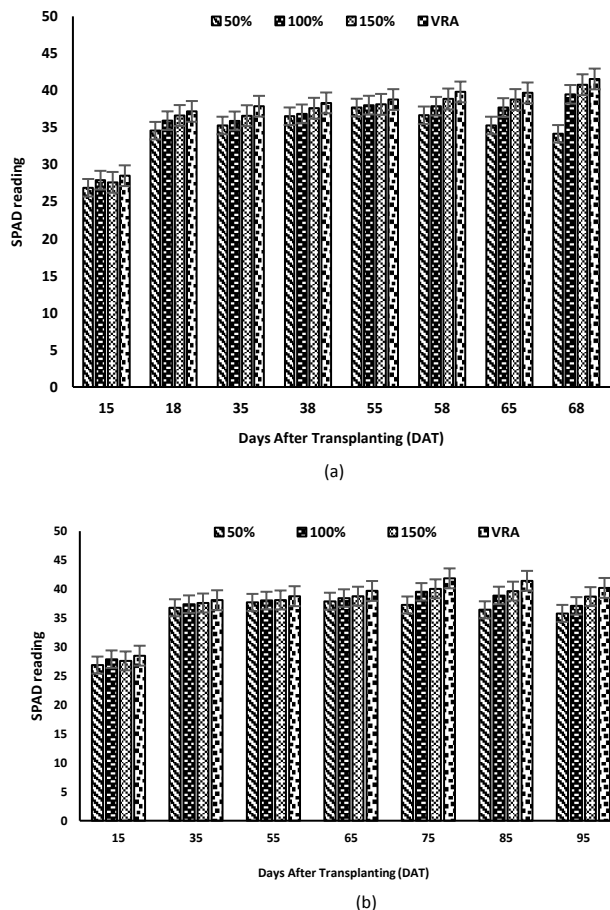 50% 100% 150% VRA
50
45
40
35
30
25
20
15
10
5
0
SPAD reading
15 18 35 38 55 58 65 68
Days After Transplanting (DAT)
(a)
50% 100% 150% VRA
50
45
40
35
30
25
20
15
10
5
0
SPAD reading
15 35 55 65 75 85 95
Days After Transplanting (DAT)
(b)